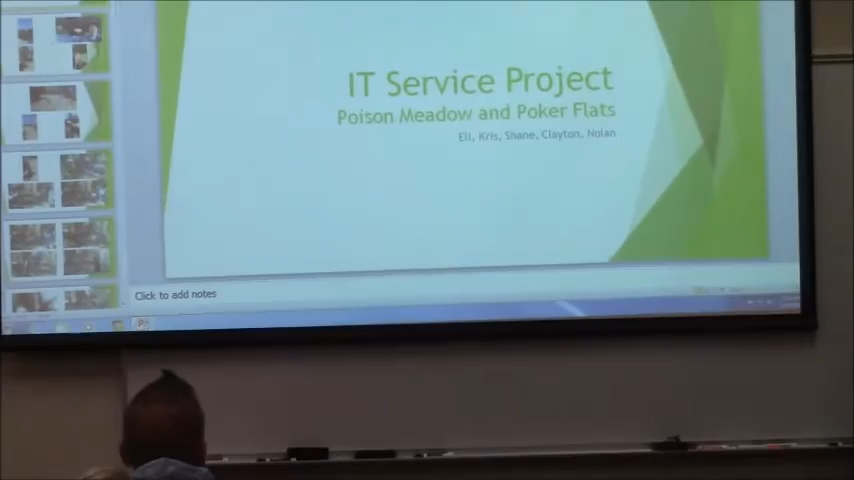 IT Service Project
Poison Meadow and Poker Flats
Eli, Kris, Shane, Clayton, Nolan
Click to add notes